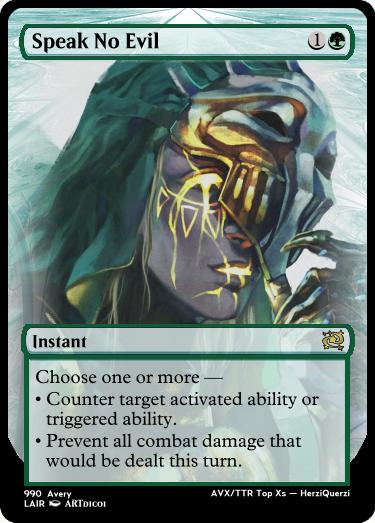 Speak No Evil 1
Instant
Choose one or more —
• Counter target activated ability or
triggered ability.
• Prevent all combat damage that
would be dealt this turn.
990 Avery
AVX/TTR Top Xs — HerziQuerzi
LAIR ARTDICOI